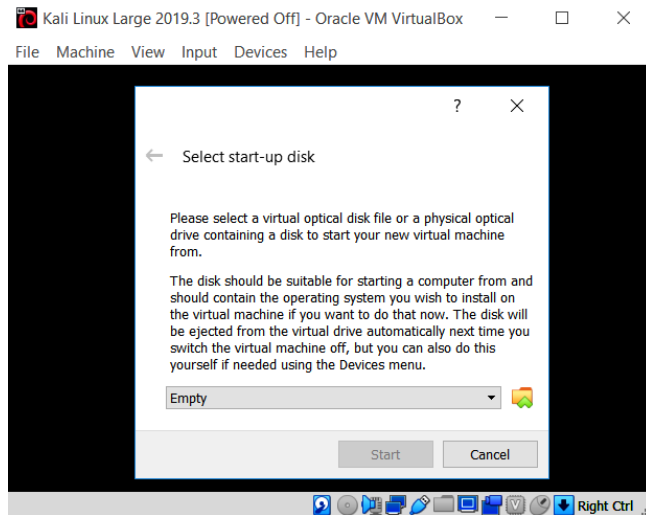 Kali Linux Large 2019.3 [Powered Off] - Oracle VM VirtualBox
File Machine View Input Devices Help
?
Select start-up disk
Please select a virtual optical disk file or a physical optical
drive containing a disk to start your new virtual machine
from.
The disk should be suitable for starting a computer from and
should contain the operating system you wish to install on
the virtual machine if you want to do that now. The disk will
be ejected from the virtual drive automatically next time you
switch the virtual machine off, but you can also do this
yourself if needed using the Devices menu.
Empty
Start Cancel
Right Ctrl